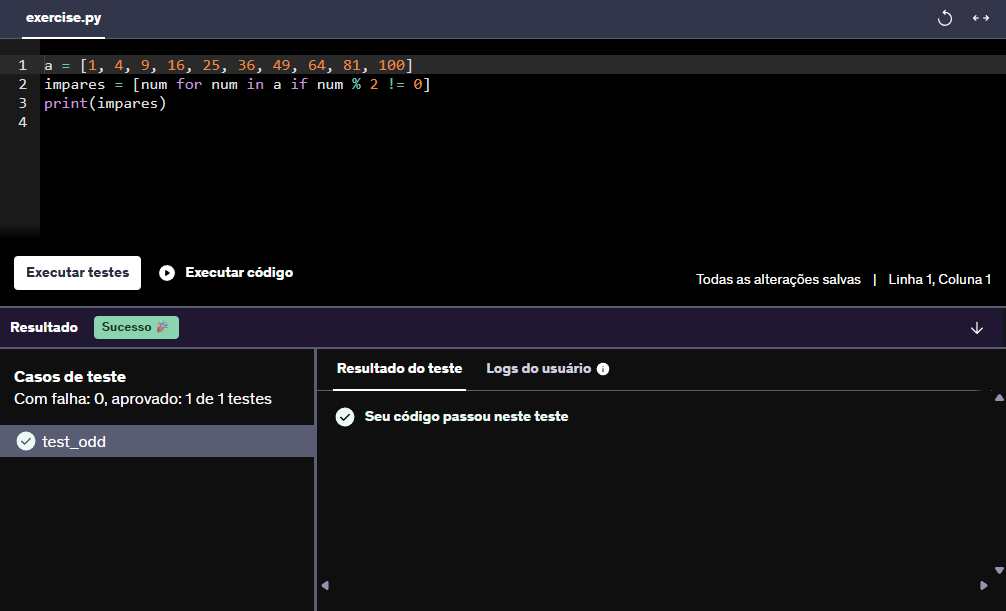 exercise.py
1 a = [1, 4, 9, 16, 25, 36, 49, 64, 81, 100]
2 impares = [num for num in a if num % 2 != 0]
3 print(impares)
4
Executar testes Executar código
Todas as alterações salvas | Linha 1, Coluna 1
Resultado Sucesso 🎉
Casos de teste
Com falha: 0, aprovado: 1 de 1 testes
test_odd
Resultado do teste Logs do usuário
Seu código passou neste teste